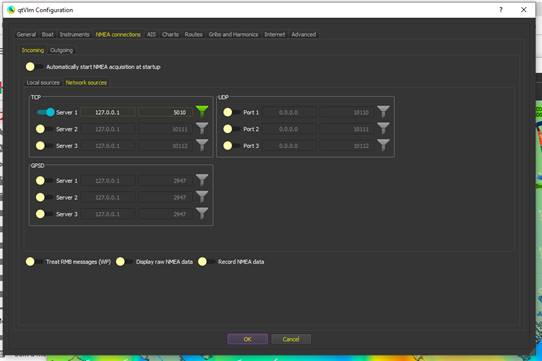 qtVlm Configuration
? ×
General Boat Instruments NMEA connections AIS Charts Routes Gribs and Harmonics Internet Advanced
Incoming Outgoing
Automatically start NMEA acquisition at startup
Local sources Network sources
TCP UDP
Server 1 127.0.0.1 5010 Port 1 0.0.0.0 10110
Server 2 127.0.0.1 10111 Port 2 0.0.0.0 10111
Server 3 127.0.0.1 10112 Port 3 0.0.0.0 10112
GPSD
Server 1 127.0.0.1 2947
Server 2 127.0.0.1 2947
Server 3 127.0.0.1 2947
Treat RMB messages (WP) Display raw NMEA data Record NMEA data
OK Cancel